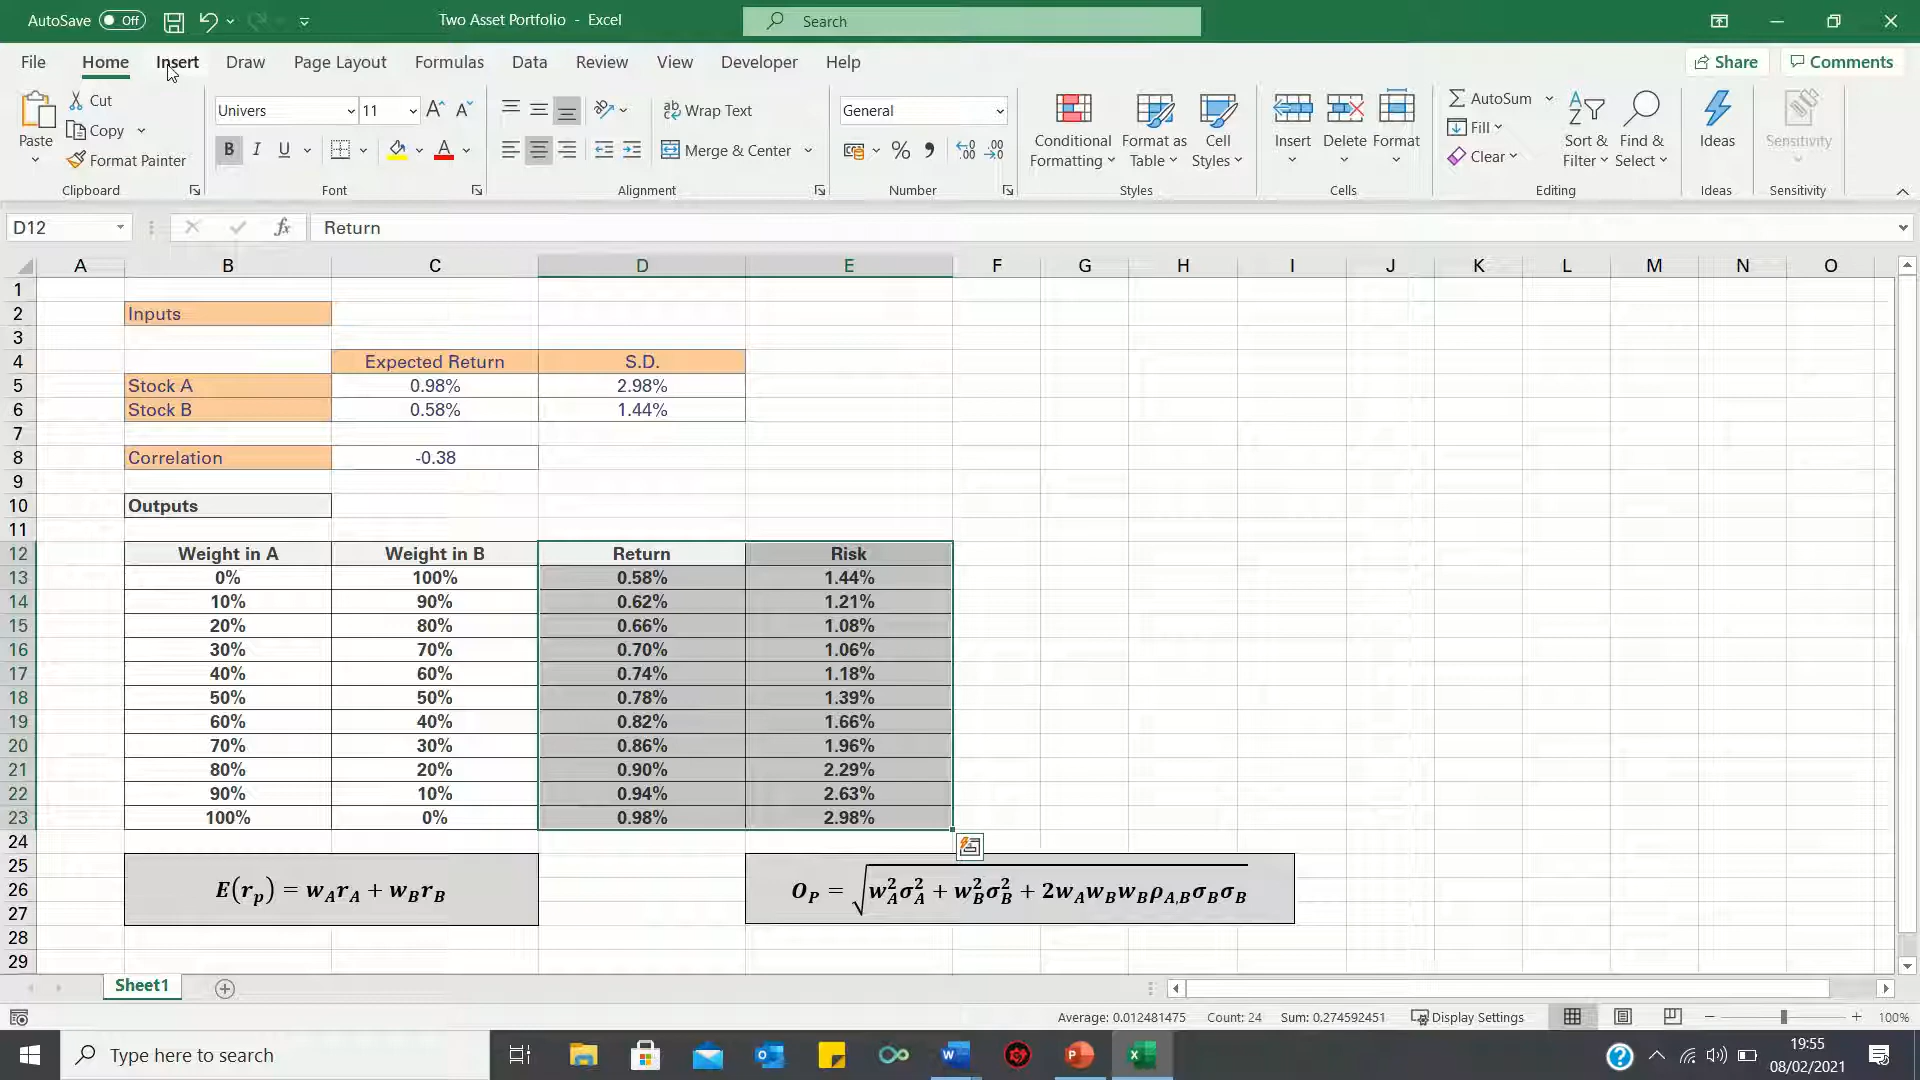 AutoSave Off
Two Asset Portfolio - Excel
Search
File Home Insert Draw Page Layout Formulas Data Review View Developer Help
Share Comments
Paste
Cut
Copy
Format Painter
Clipboard
Univers 11
B I U
Font
Wrap Text
Merge & Center
Alignment
General
Number
Conditional Formatting
Format as Table
Cell Styles
Styles
Insert Delete Format
Cells
AutoSum
Fill
Clear
Sort & Filter
Find & Select
Editing
Ideas
Ideas
Sensitivity
Sensitivity
D12 fx Return
A B C D E F G H I J K L M N O
1
2 Inputs
3
4 Expected Return S.D.
5 Stock A 0.98% 2.98%
6 Stock B 0.58% 1.44%
7
8 Correlation -0.38
9
10 Outputs
11
12 Weight in A Weight in B Return Risk
13 0% 100% 0.58% 1.44%
14 10% 90% 0.62% 1.21%
15 20% 80% 0.66% 1.08%
16 30% 70% 0.70% 1.06%
17 40% 60% 0.74% 1.18%
18 50% 50% 0.78% 1.39%
19 60% 40% 0.82% 1.66%
20 70% 30% 0.86% 1.96%
21 80% 20% 0.90% 2.29%
22 90% 10% 0.94% 2.63%
23 100% 0% 0.98% 2.98%
24
25
26 E(r_p) = w_A r_A + w_B r_B O_P = √(w_A^2 σ_A^2 + w_B^2 σ_B^2 + 2w_A w_B w_B ρ_{A,B} σ_B σ_B)
27
28
29
Sheet1
Average: 0.012481475 Count: 24 Sum: 0.274592451 Display Settings 100%
Type here to search
19:55
08/02/2021